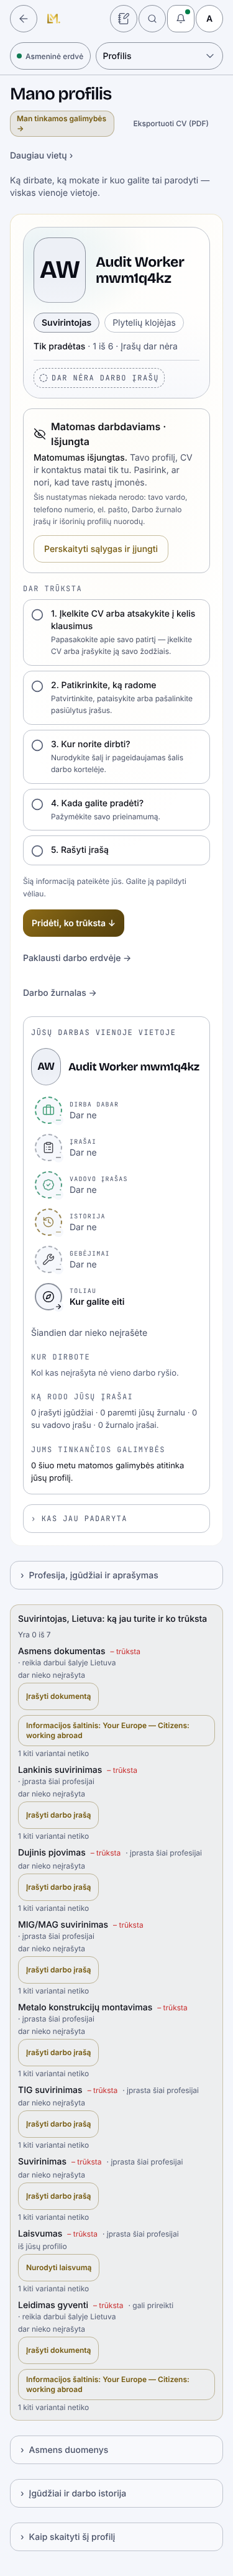 A
Asmeninė erdvė
Profilis
Mano profilis
Man tinkamos galimybės
→
Eksportuoti CV (PDF)
Daugiau vietų ›
Ką dirbate, ką mokate ir kuo galite tai parodyti —
viskas vienoje vietoje.
AW
Audit Worker
mwm1q4kz
Suvirintojas
Plytelių klojėjas
Tik pradėtas · 1 iš 6 · Įrašų dar nėra
DAR NĖRA DARBO ĮRAŠŲ
Matomas darbdaviams ·
Išjungta
Matomumas išjungtas. Tavo profilį, CV
ir kontaktus matai tik tu. Pasirink, ar
nori, kad tave rastų įmonės.
Šis nustatymas niekada nerodo: tavo vardo,
telefono numerio, el. pašto, Darbo žurnalo
įrašų ir išorinių profilių nuorodų.
Perskaityti sąlygas ir įjungti
DAR TRŪKSTA
1. Įkelkite CV arba atsakykite į kelis
klausimus
Papasakokite apie savo patirtį — įkelkite
CV arba įrašykite ją savo žodžiais.
2. Patikrinkite, ką radome
Patvirtinkite, pataisykite arba pašalinkite
pasiūlytus įrašus.
3. Kur norite dirbti?
Nurodykite šalį ir pageidaujamas šalis
darbo kortelėje.
4. Kada galite pradėti?
Pažymėkite savo prieinamumą.
5. Rašyti įrašą
Šią informaciją pateikėte jūs. Galite ją papildyti
vėliau.
Pridėti, ko trūksta ↓
Paklausti darbo erdvėje →
Darbo žurnalas →
JŪSŲ DARBAS VIENOJE VIETOJE
AW
Audit Worker mwm1q4kz
DIRBA DABAR
Dar ne
ĮRAŠAI
Dar ne
VADOVO ĮRAŠAS
Dar ne
ISTORIJA
Dar ne
GEBĖJIMAI
Dar ne
TOLIAU
Kur galite eiti
Šiandien dar nieko neįrašėte
KUR DIRBOTE
Kol kas neįrašyta nė vieno darbo ryšio.
KĄ RODO JŪSŲ ĮRAŠAI
0 įrašyti įgūdžiai · 0 paremti jūsų žurnalu · 0
su vadovo įrašu · 0 žurnalo įrašai.
JUMS TINKANČIOS GALIMYBĖS
0 šiuo metu matomos galimybės atitinka
jūsų profilį.
› KAS JAU PADARYTA
› Profesija, įgūdžiai ir aprašymas
Suvirintojas, Lietuva: ką jau turite ir ko trūksta
Yra 0 iš 7
Asmens dokumentas – trūksta
· reikia darbui šalyje Lietuva
dar nieko neįrašyta
Įrašyti dokumentą
Informacijos šaltinis: Your Europe — Citizens:
working abroad
1 kiti variantai netiko
Lankinis suvirinimas – trūksta
· įprasta šiai profesijai
dar nieko neįrašyta
Įrašyti darbo įrašą
1 kiti variantai netiko
Dujinis pjovimas – trūksta · įprasta šiai profesijai
dar nieko neįrašyta
Įrašyti darbo įrašą
1 kiti variantai netiko
MIG/MAG suvirinimas – trūksta
· įprasta šiai profesijai
dar nieko neįrašyta
Įrašyti darbo įrašą
1 kiti variantai netiko
Metalo konstrukcijų montavimas – trūksta
· įprasta šiai profesijai
dar nieko neįrašyta
Įrašyti darbo įrašą
1 kiti variantai netiko
TIG suvirinimas – trūksta · įprasta šiai profesijai
dar nieko neįrašyta
Įrašyti darbo įrašą
1 kiti variantai netiko
Suvirinimas – trūksta · įprasta šiai profesijai
dar nieko neįrašyta
Įrašyti darbo įrašą
1 kiti variantai netiko
Laisvumas – trūksta · įprasta šiai profesijai
iš jūsų profilio
Nurodyti laisvumą
1 kiti variantai netiko
Leidimas gyventi – trūksta · gali prireikti
· reikia darbui šalyje Lietuva
dar nieko neįrašyta
Įrašyti dokumentą
Informacijos šaltinis: Your Europe — Citizens:
working abroad
1 kiti variantai netiko
› Asmens duomenys
› Įgūdžiai ir darbo istorija
› Kaip skaityti šį profilį